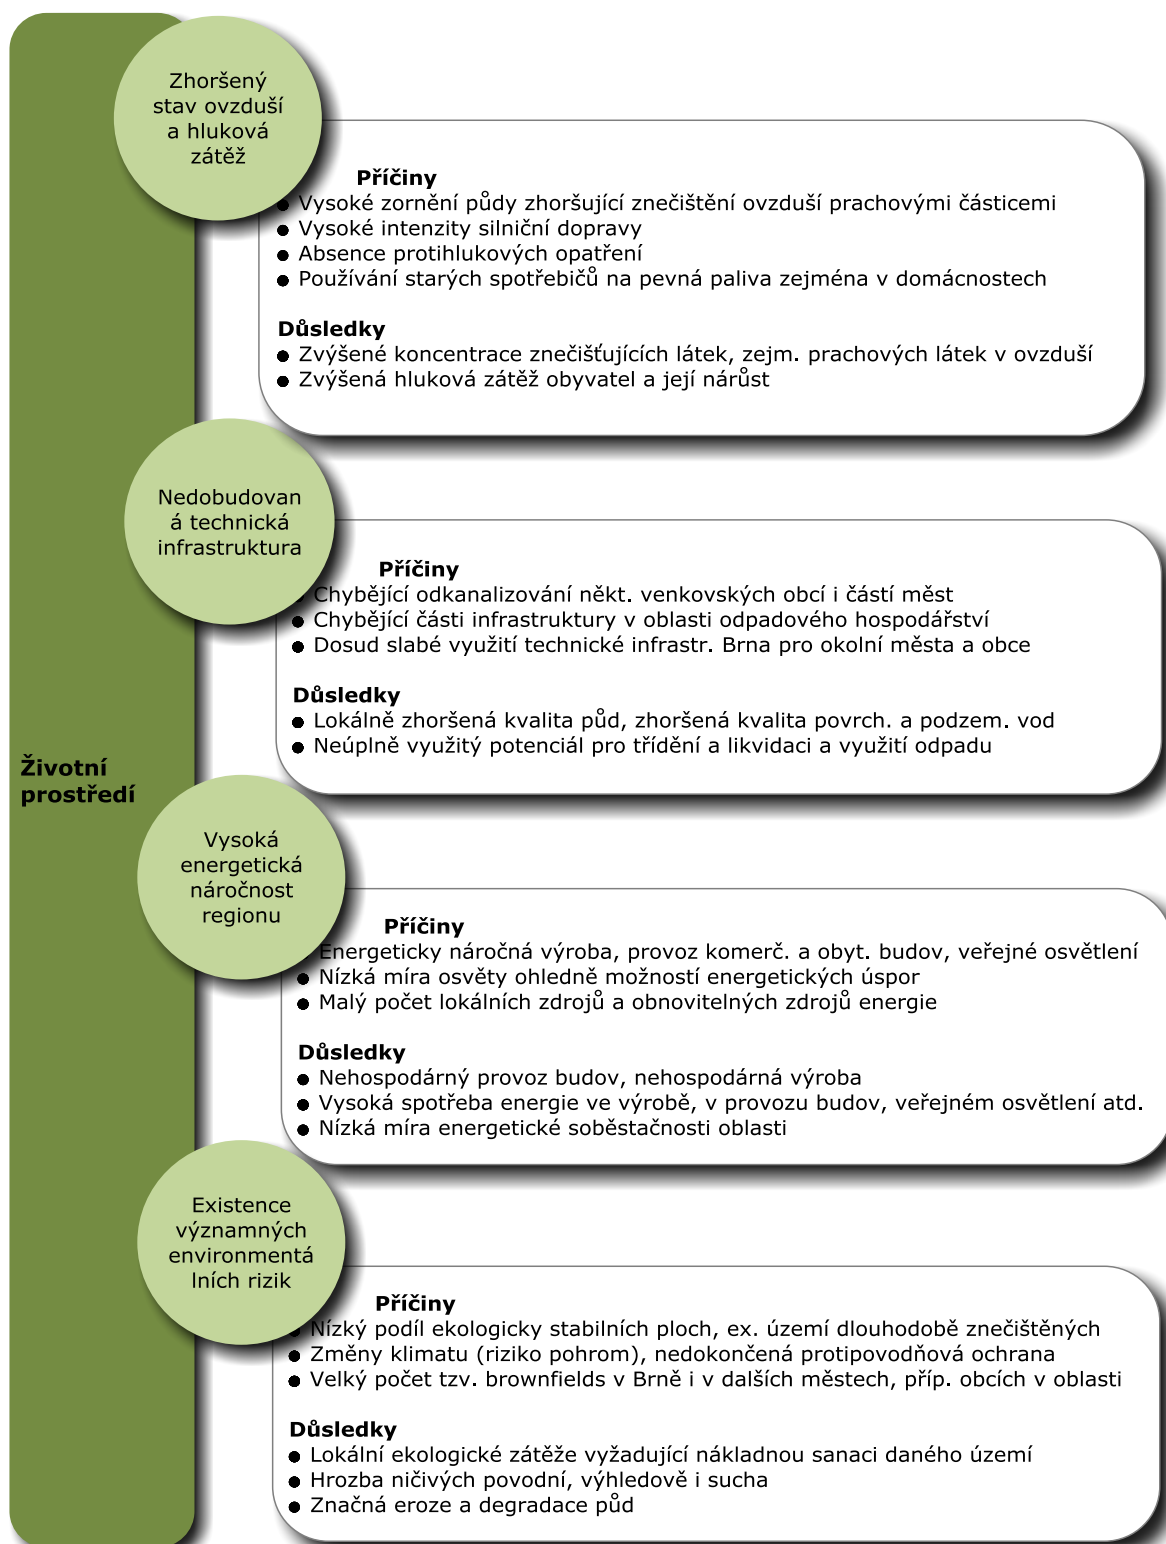 Životní
prostředí
Zhoršený
stav ovzduší
a hluková
zátěž
Příčiny
● Vysoké zornění půdy zhoršující znečištění ovzduší prachovými částicemi
● Vysoké intenzity silniční dopravy
● Absence protihlukových opatření
● Používání starých spotřebičů na pevná paliva zejména v domácnostech
Důsledky
● Zvýšené koncentrace znečišťujících látek, zejm. prachových látek v ovzduší
● Zvýšená hluková zátěž obyvatel a její nárůst
Nedobudovan
á technická
infrastruktura
Příčiny
● Chybějící odkanalizování někt. venkovských obcí i částí měst
● Chybějící části infrastruktury v oblasti odpadového hospodářství
● Dosud slabé využití technické infrastr. Brna pro okolní města a obce
Důsledky
● Lokálně zhoršená kvalita půd, zhoršená kvalita povrch. a podzem. vod
● Neúplně využitý potenciál pro třídění a likvidaci a využití odpadu
Vysoká
energetická
náročnost
regionu
Příčiny
Energeticky náročná výroba, provoz komerč. a obyt. budov, veřejné osvětlení
● Nízká míra osvěty ohledně možností energetických úspor
● Malý počet lokálních zdrojů a obnovitelných zdrojů energie
Důsledky
● Nehospodárný provoz budov, nehospodárná výroba
● Vysoká spotřeba energie ve výrobě, v provozu budov, veřejném osvětlení atd.
● Nízká míra energetické soběstačnosti oblasti
Existence
významných
environmentá
lních rizik
Příčiny
● Nízký podíl ekologicky stabilních ploch, ex. území dlouhodobě znečištěných
● Změny klimatu (riziko pohrom), nedokončená protipovodňová ochrana
● Velký počet tzv. brownfields v Brně i v dalších městech, příp. obcích v oblasti
Důsledky
● Lokální ekologické zátěže vyžadující nákladnou sanaci daného území
● Hrozba ničivých povodní, výhledově i sucha
● Značná eroze a degradace půd